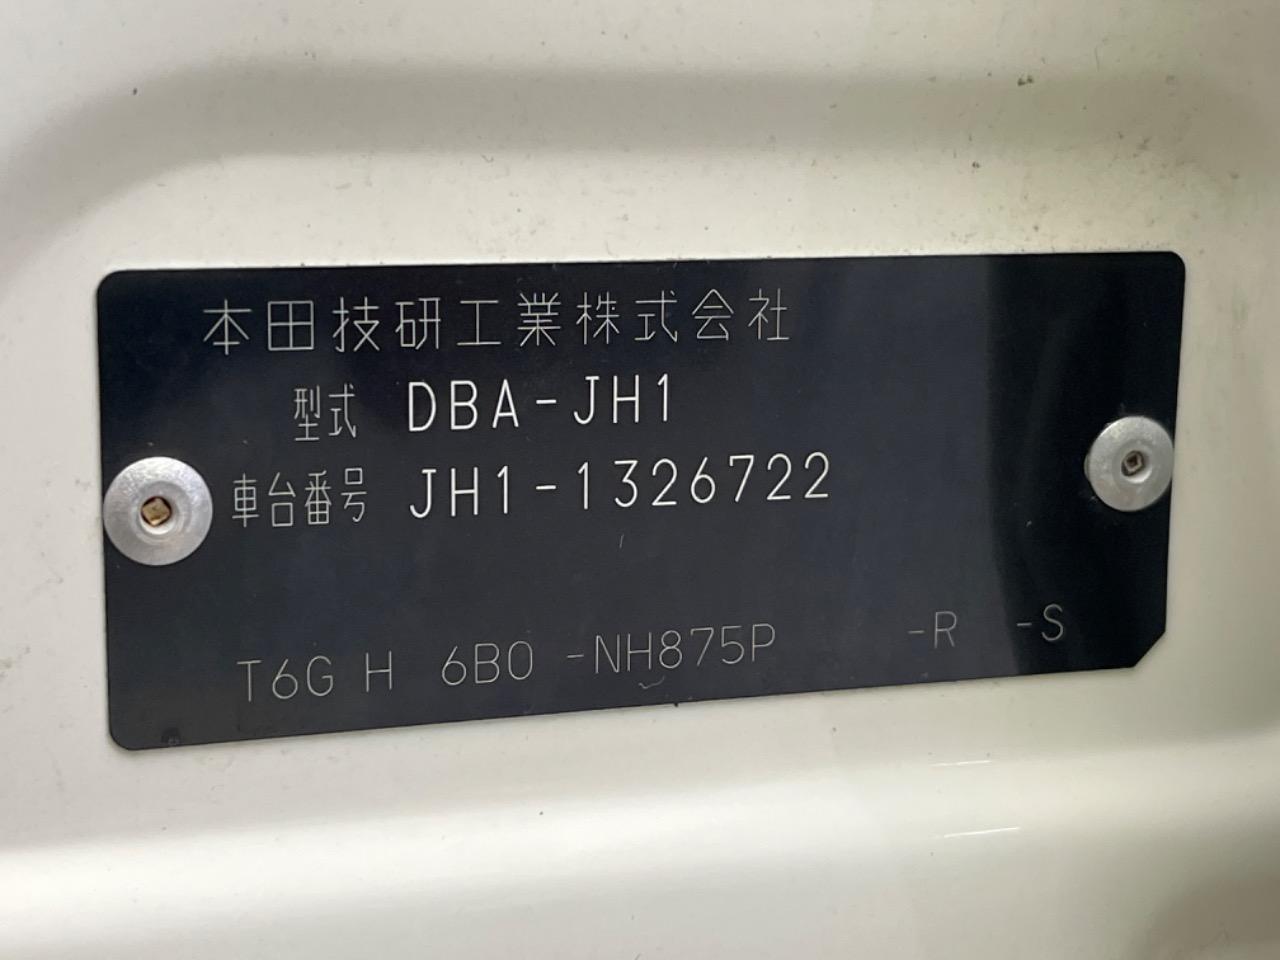 本田技研工業株式会社
型式 DBA-JH1
車台番号 JH1-1326722
T6G H 6B0 -NH875P -R -S